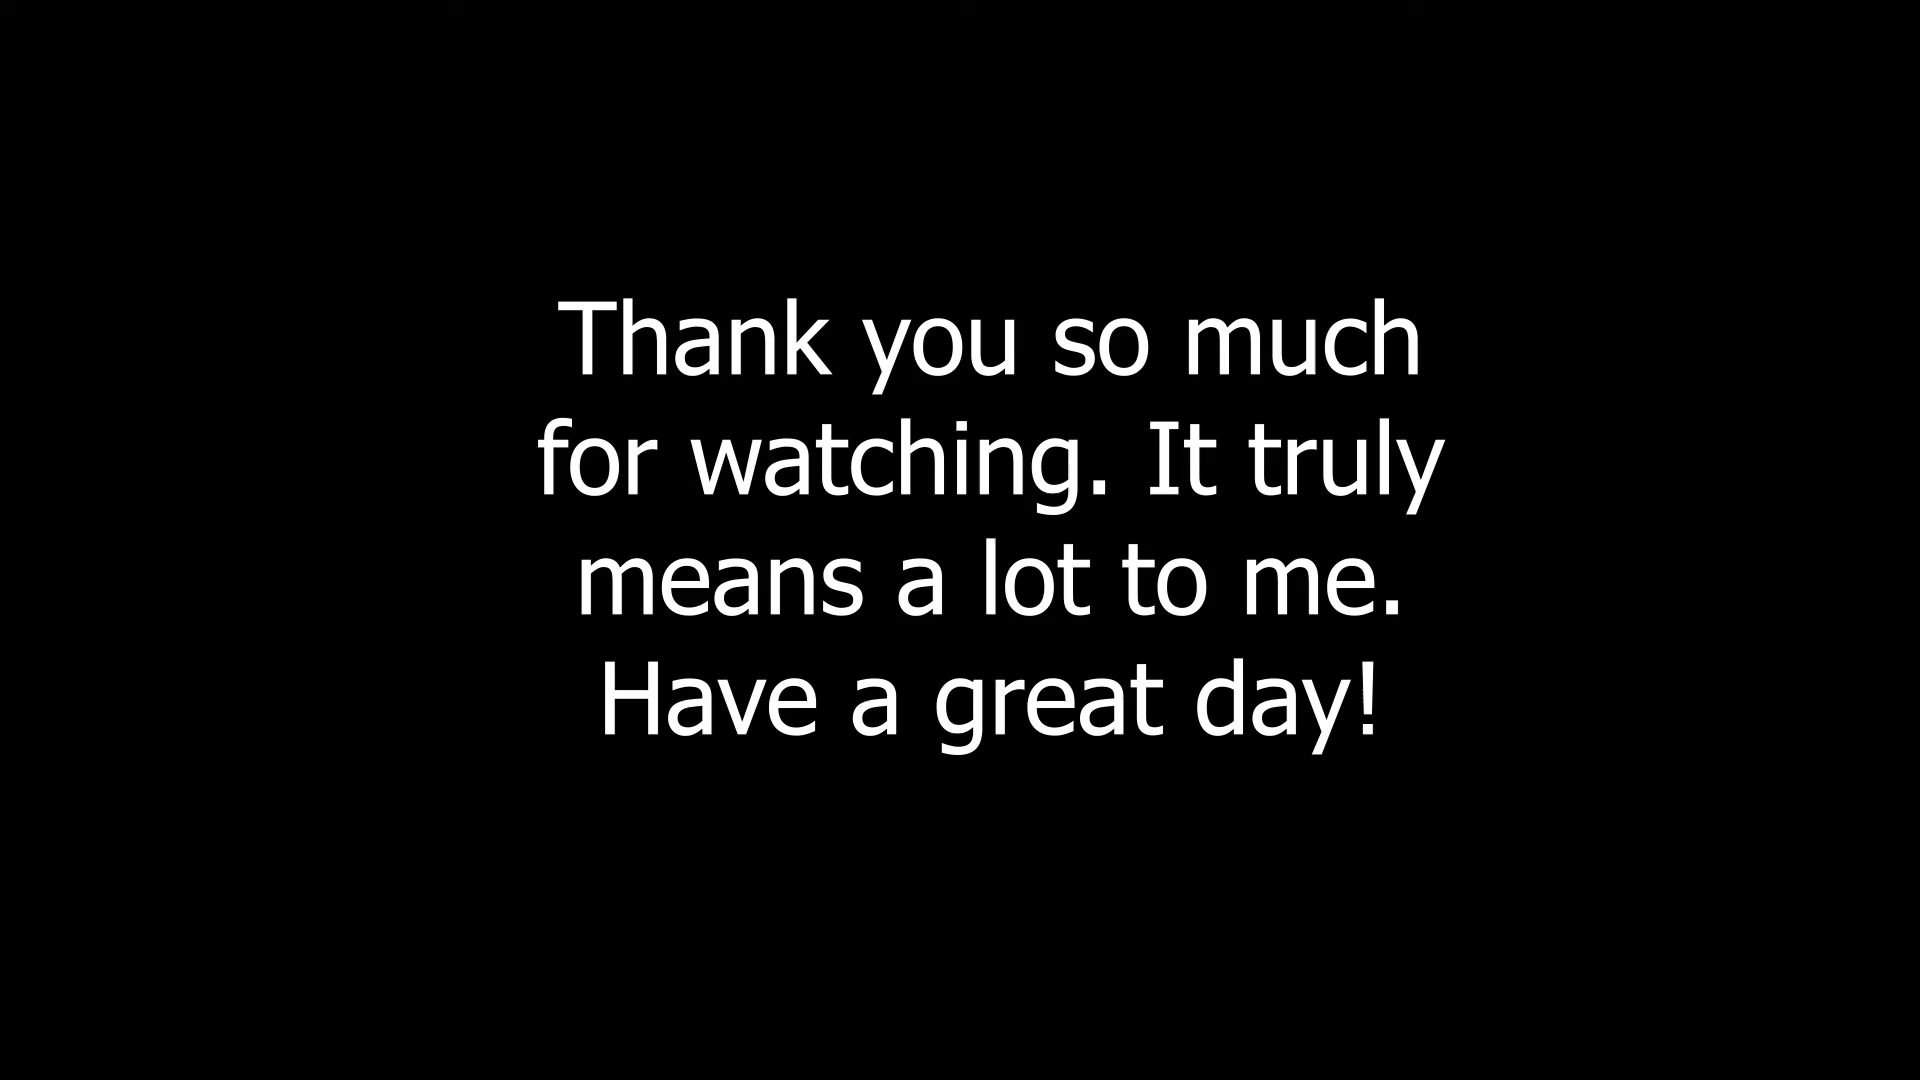 Thank you so much
for watching. It truly
means a lot to me.
Have a great day!